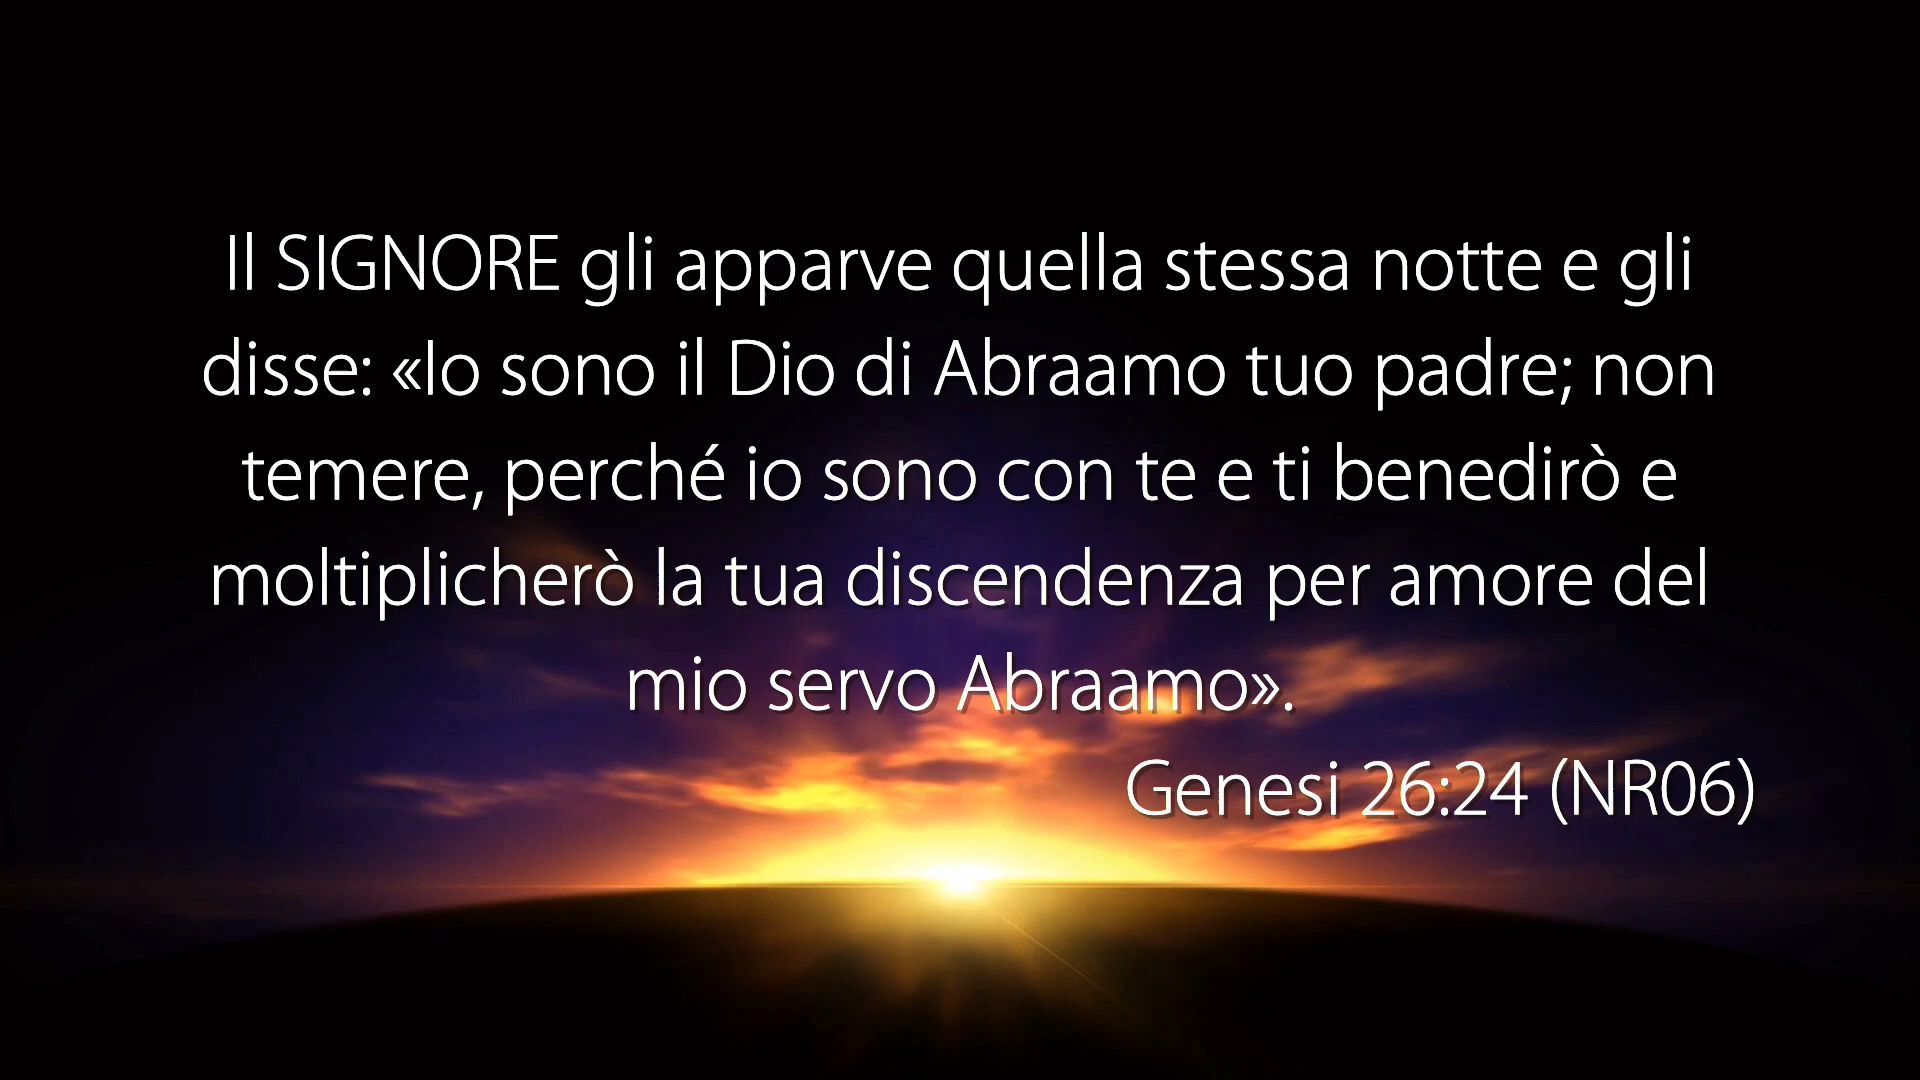 Il SIGNORE gli apparve quella stessa notte e gli
disse: «Io sono il Dio di Abraamo tuo padre; non
temere, perché io sono con te e ti benedirò e
moltiplicherò la tua discendenza per amore del
mio servo Abraamo».
Genesi 26:24 (NR06)